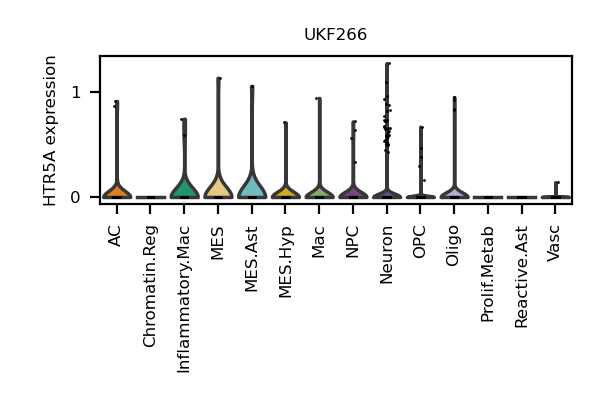 UKF266
HTR5A expression
1
0
AC
Chromatin.Reg
Inflammatory.Mac
MES
MES.Ast
MES.Hyp
Mac
NPC
Neuron
OPC
Oligo
Prolif.Metab
Reactive.Ast
Vasc